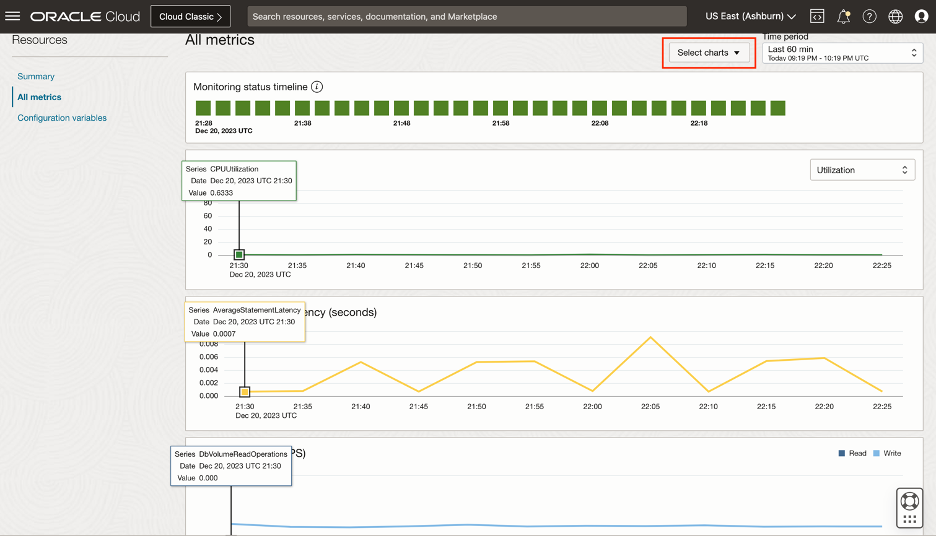 ORACLE Cloud
Cloud Classic >
Search resources, services, documentation, and Marketplace
US East (Ashburn)
Resources
Summary
All metrics
Configuration variables
All metrics
Select charts
Time period
Last 60 min
Today 09:19 PM - 10:19 PM UTC
Monitoring status timeline
21:28 21:38 21:48 21:58 22:08 22:18
Dec 20, 2023 UTC
Series CPUUtilization
Date Dec 20, 2023 UTC 21:30
Value 0.6333
Utilization
80
60
40
20
0
21:30 21:35 21:40 21:45 21:50 21:55 22:00 22:05 22:10 22:15 22:20 22:25
Dec 20, 2023 UTC
Series AverageStatementLatency
Date Dec 20, 2023 UTC 21:30
Value 0.0007
ency (seconds)
0.008
0.006
0.004
0.002
0.000
21:30 21:35 21:40 21:45 21:50 21:55 22:00 22:05 22:10 22:15 22:20 22:25
Dec 20, 2023 UTC
Series DbVolumeReadOperations
Date Dec 20, 2023 UTC 21:30
Value 0.000
PS)
Read Write